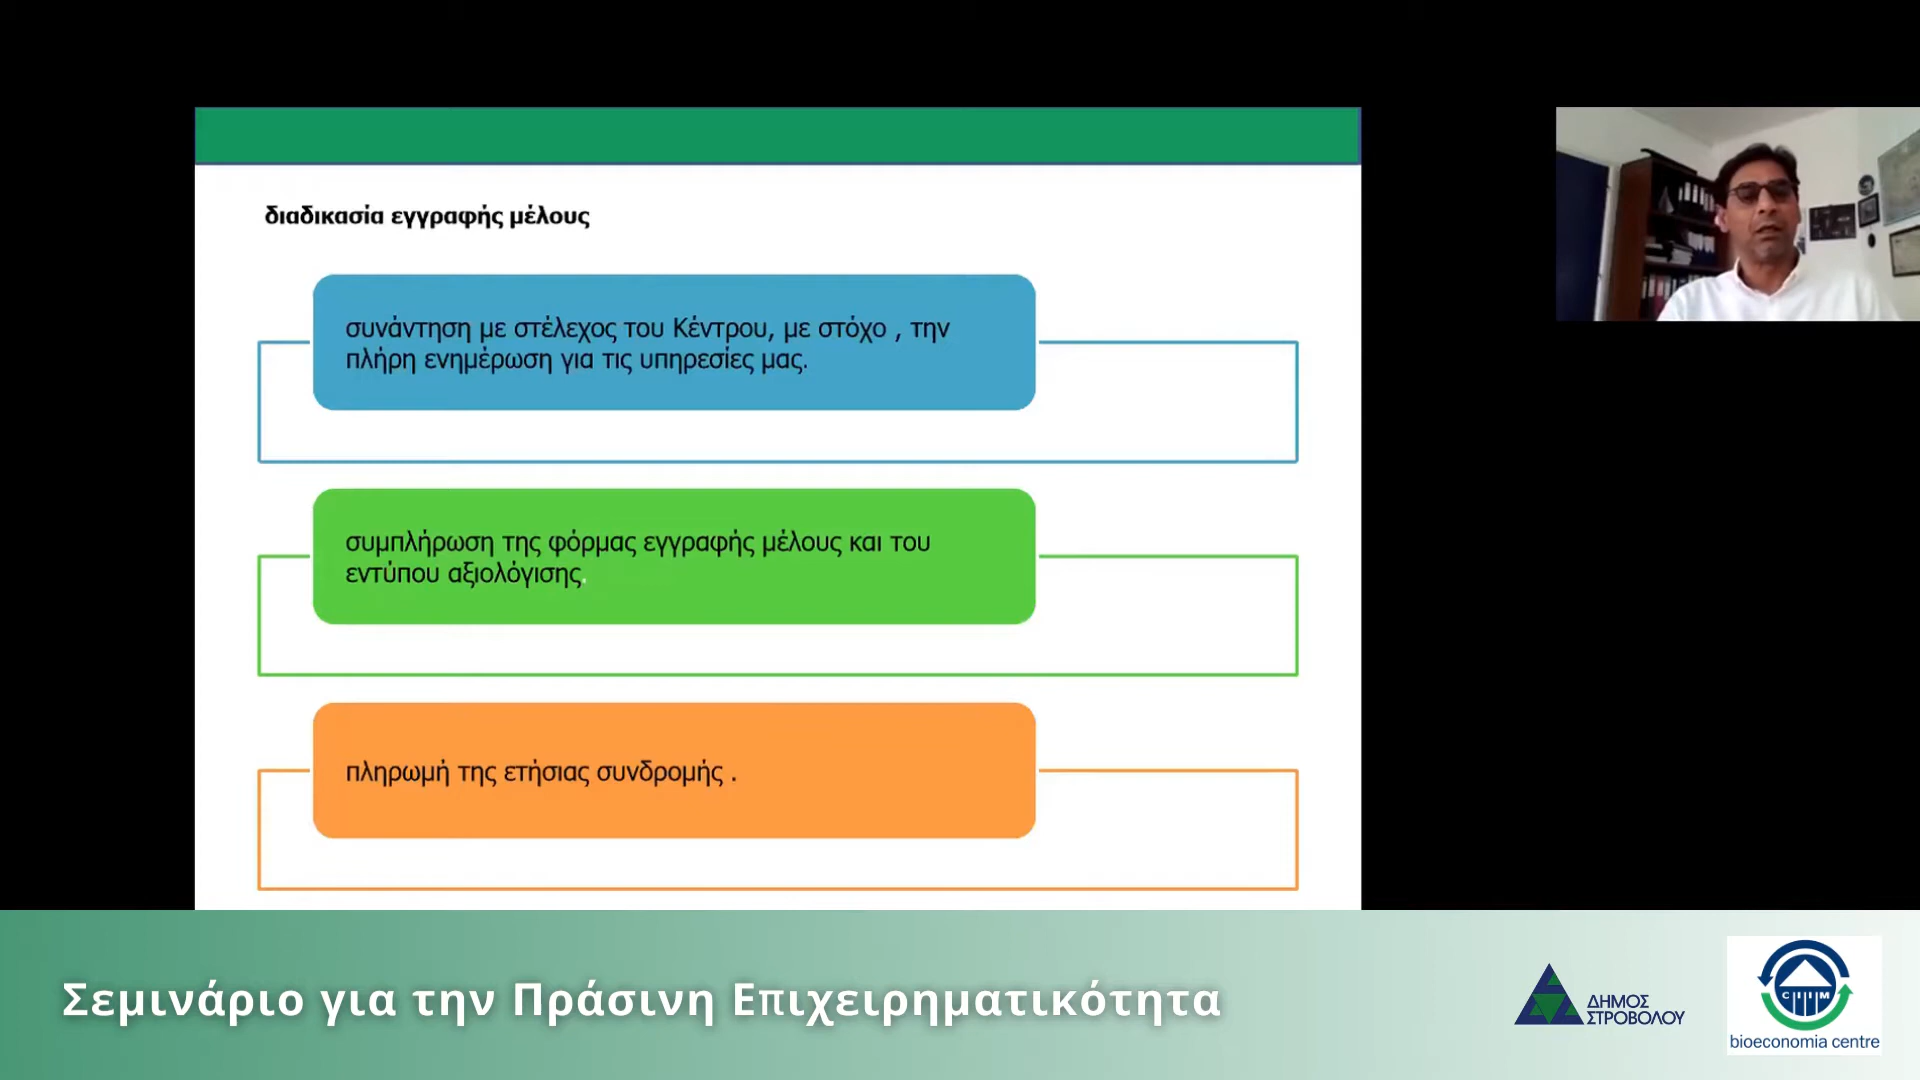 διαδικασία εγγραφής μέλους
συνάντηση με στέλεχος του Κέντρου, με στόχο , την
πλήρη ενημέρωση για τις υπηρεσίες μας.
συμπλήρωση της φόρμας εγγραφής μέλους και του
εντύπου αξιολόγισης.
πληρωμή της ετήσιας συνδρομής .
Σεμινάριο για την Πράσινη Επιχειρηματικότητα
ΔΗΜΟΣ
ΣΤΡΟΒΟΛΟΥ
CIIM
bioeconomia centre